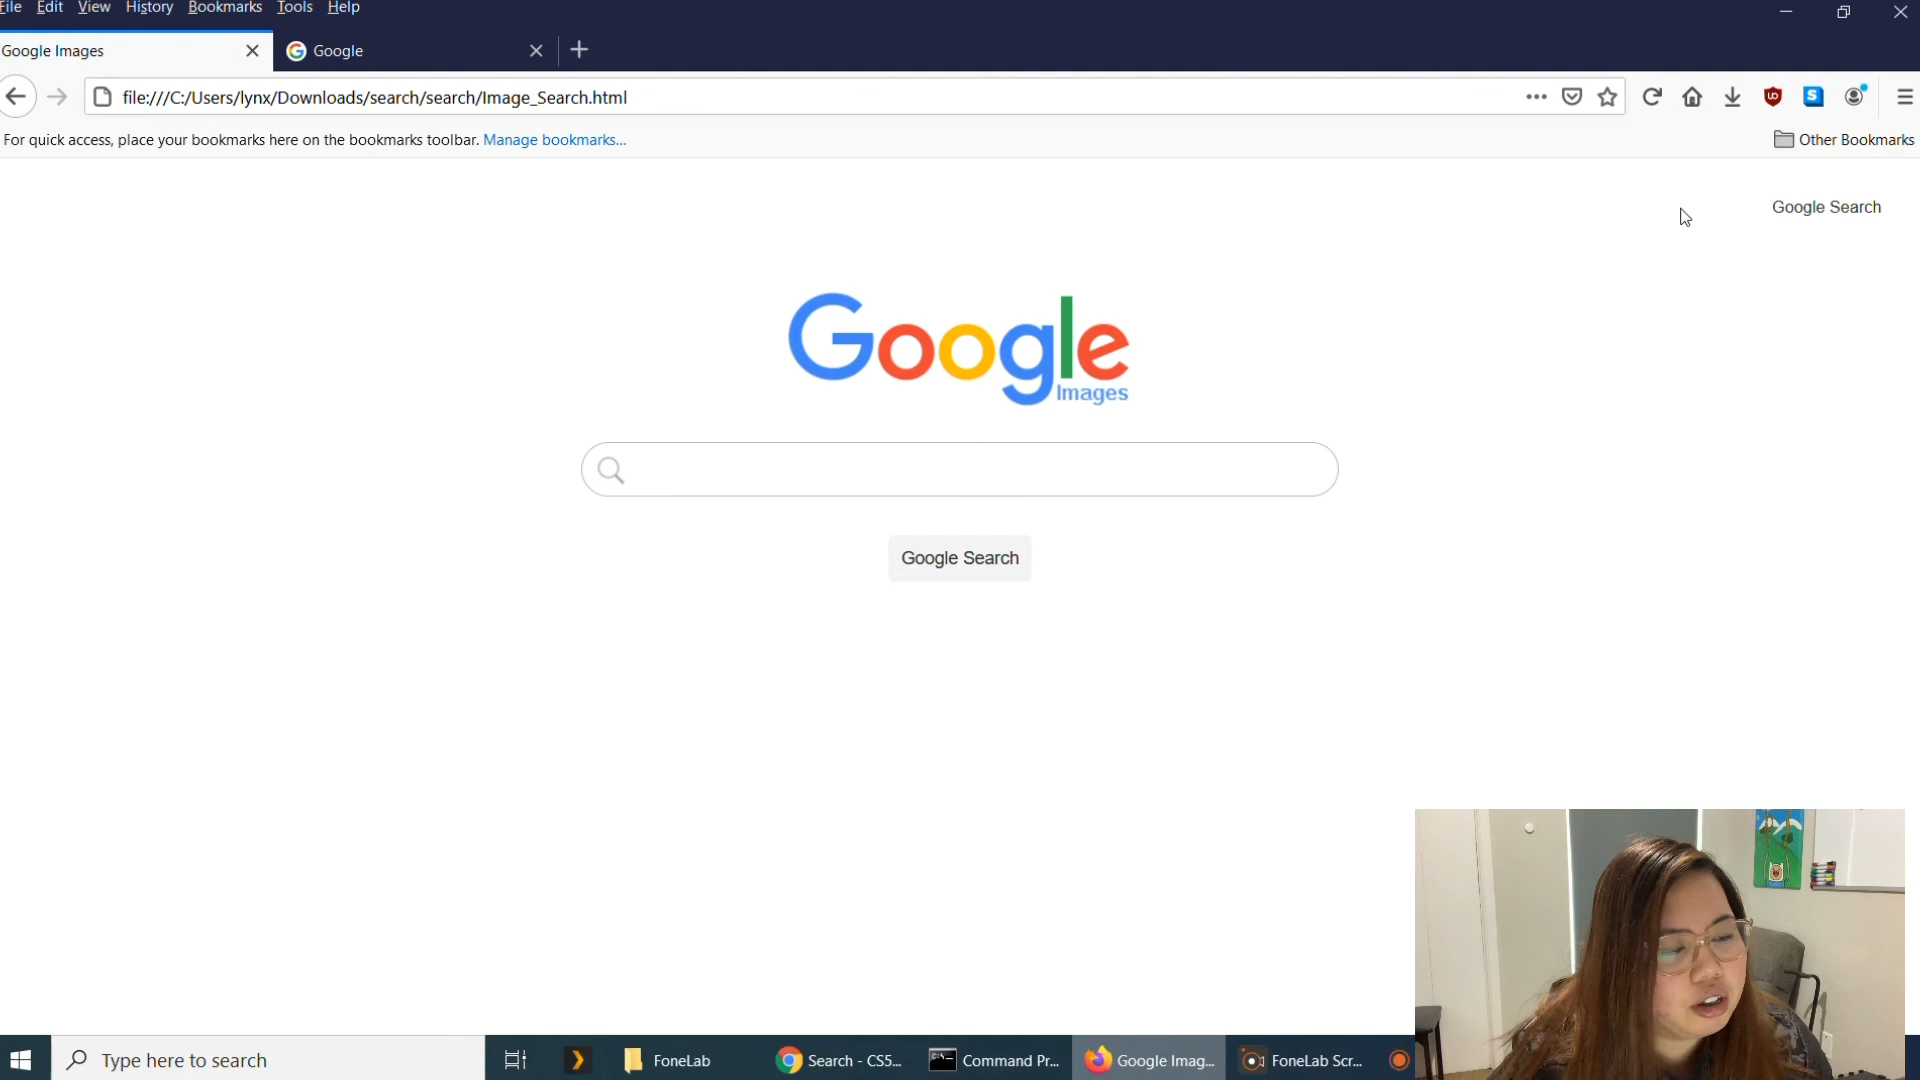 File Edit View History Bookmarks Tools Help
Google Images
Google
file:///C:/Users/lynx/Downloads/search/search/Image_Search.html
For quick access, place your bookmarks here on the bookmarks toolbar. Manage bookmarks...
Other Bookmarks
Google Search
Google
Images
Google Search
Type here to search
FoneLab
Search - CS5...
Command Pr...
Google Imag...
FoneLab Scr...